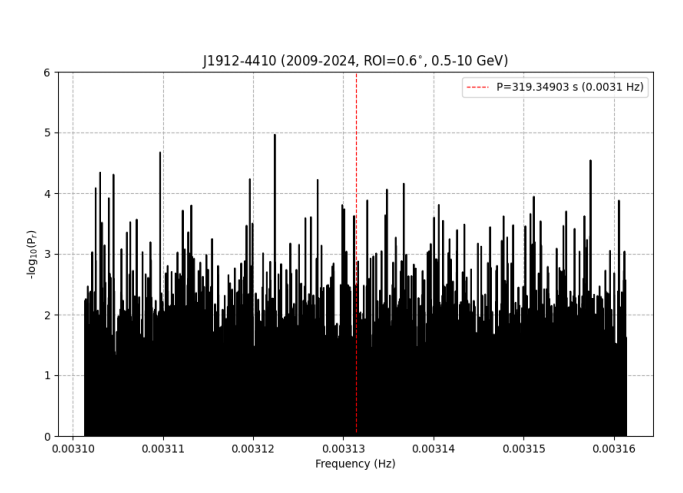 J1912-4410 (2009-2024, ROI=0.6°, 0.5-10 GeV)
P=319.34903 s (0.0031 Hz)
6
5
4
3
2
1
0
-log₁₀(Pᵣ)
0.00310 0.00311 0.00312 0.00313 0.00314 0.00315 0.00316
Frequency (Hz)